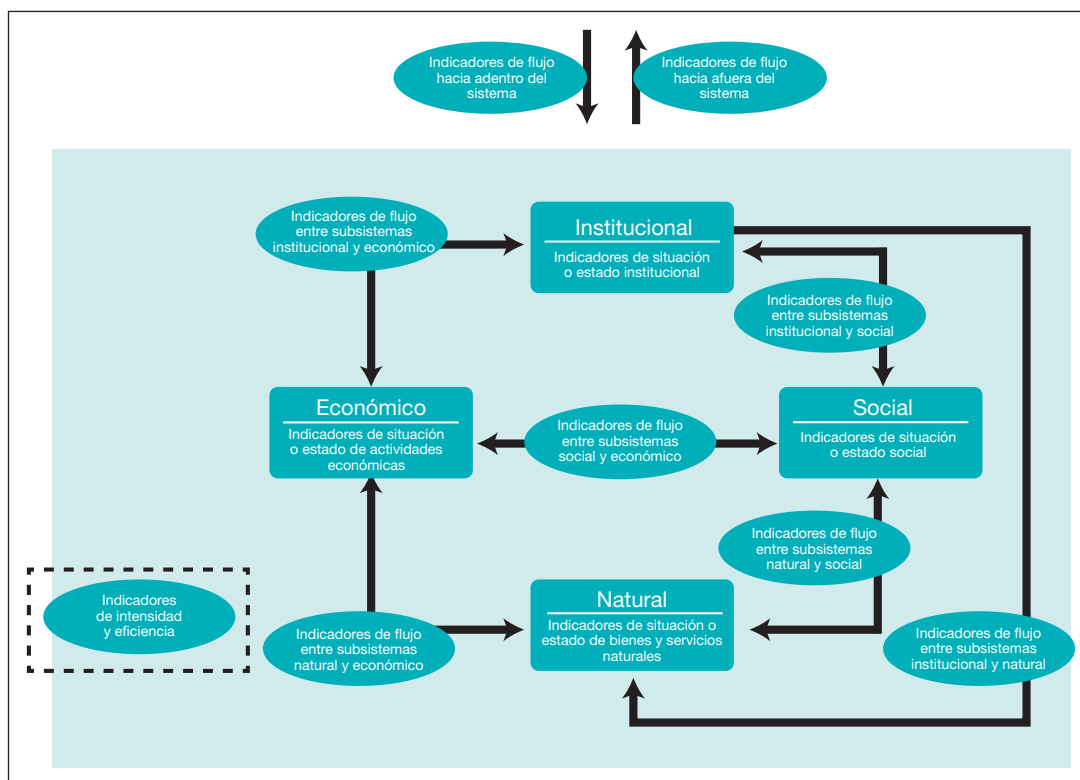 Indicadores de flujo
hacia adentro del
sistema
Indicadores de flujo
hacia afuera del
sistema
Indicadores de flujo
entre subsistemas
institucional y económico
Institucional
Indicadores de situación
o estado institucional
Indicadores de flujo
entre subsistemas
institucional y social
Económico
Indicadores de situación
o estado de actividades
económicas
Indicadores de flujo
entre subsistemas
social y económico
Social
Indicadores de situación
o estado social
Indicadores de flujo
entre subsistemas
natural y social
Indicadores
de intensidad
y eficiencia
Indicadores de flujo
entre subsistemas
natural y económico
Natural
Indicadores de situación o
estado de bienes y servicios
naturales
Indicadores de flujo
entre subsistemas
institucional y natural